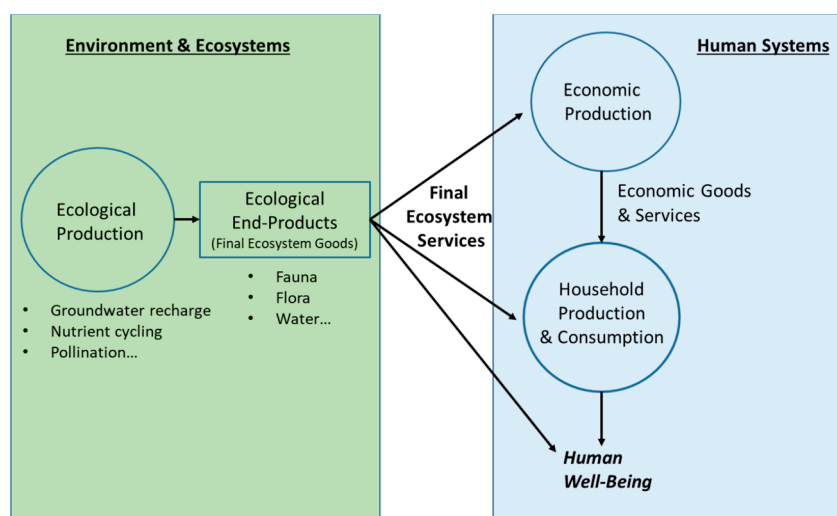 Environment & Ecosystems
Ecological
Production
• Groundwater recharge
• Nutrient cycling
• Pollination…
Ecological
End-Products
(Final Ecosystem Goods)
• Fauna
• Flora
• Water…
Final
Ecosystem
Services
Human Systems
Economic
Production
Economic Goods
& Services
Household
Production
& Consumption
Human
Well-Being